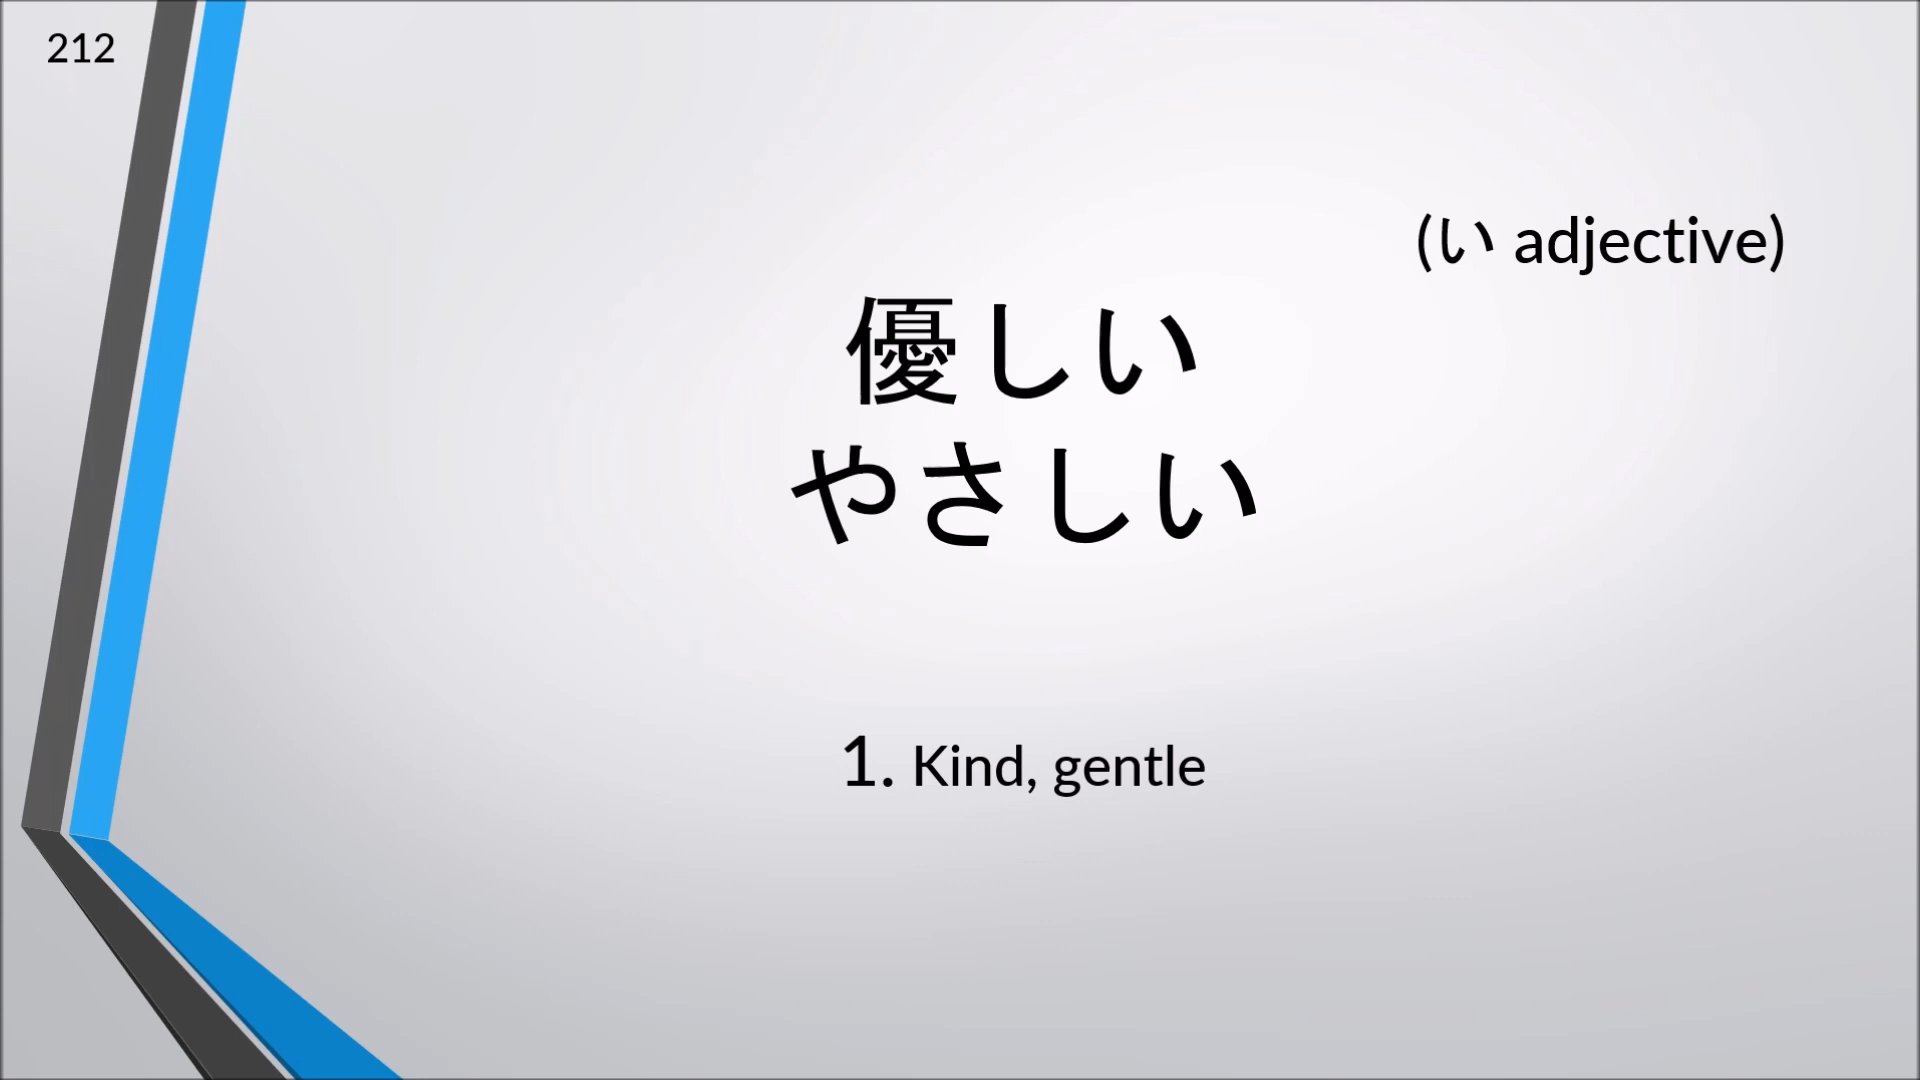 212
(い adjective)
優しい
やさしい
1. Kind, gentle